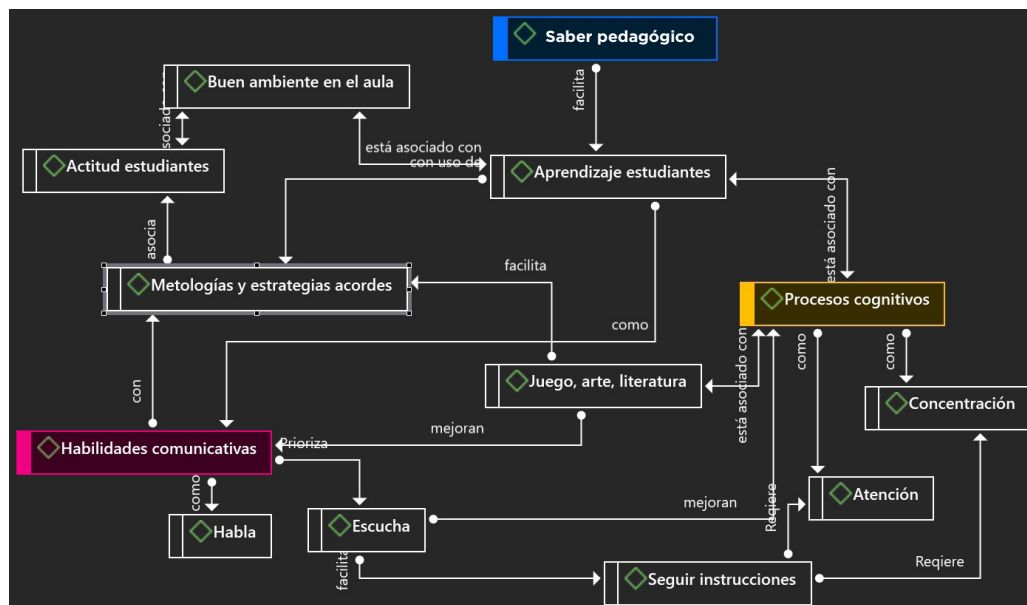 Saber pedagógico
facilita
Buen ambiente en el aula
sociado
está asociado con
con uso de
Actitud estudiantes
Aprendizaje estudiantes
está asociado con
asocia
facilita
Metologías y estrategias acordes
Procesos cognitivos
como
está asociado con
como
como
con
Juego, arte, literatura
Concentración
mejoran
Prioriza
Habilidades comunicativas
como
Habla
Escucha
mejoran
Reqiere
Atención
facilita
Seguir instrucciones
Reqiere